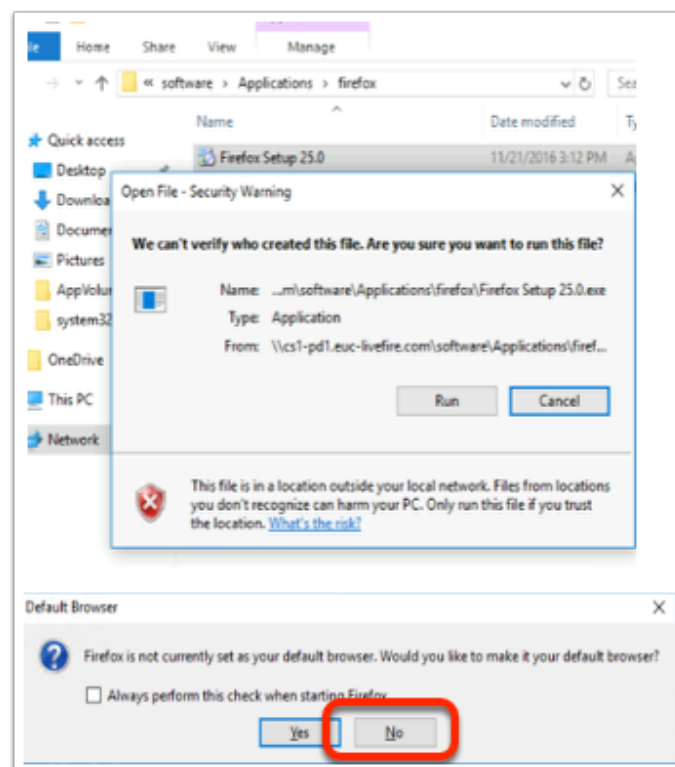 Home Share View Manage
« software > Applications > firefox
Name Date modified
Quick access
Firefox Setup 25.0 11/21/2016 3:12 PM
Desktop
Open File - Security Warning
Downloa
Documer
We can't verify who created this file. Are you sure you want to run this file?
Pictures
AppVolur
Name: ...m\software\Applications\firefox\Firefox Setup 25.0.exe
system32
Type: Application
From: \\cs1-pd1.euc-livefire.com\software\Applications\firef...
OneDrive
This PC
Run Cancel
Network
This file is in a location outside your local network. Files from locations
you don't recognize can harm your PC. Only run this file if you trust
the location. What's the risk?
Default Browser
Firefox is not currently set as your default browser. Would you like to make it your default browser?
Always perform this check when starting Firefox
Yes No